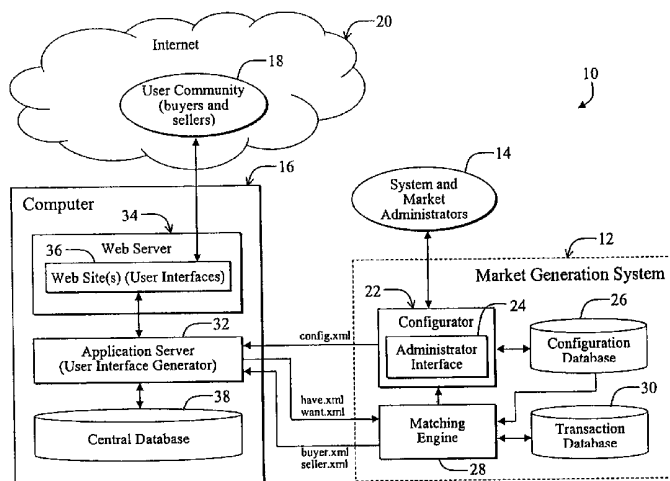 20
Internet
18
User Community
(buyers and
sellers)
10
14
System and
Market
Administrators
16
Computer
34
36
Web Server
Web Site(s) (User Interfaces)
32
Application Server
(User Interface Generator)
38
Central Database
config.xml
have.xml
want.xml
buyer.xml
seller.xml
12
Market Generation System
22
24
Configurator
Administrator
Interface
26
Configuration
Database
30
Matching
Engine
Transaction
Database
28